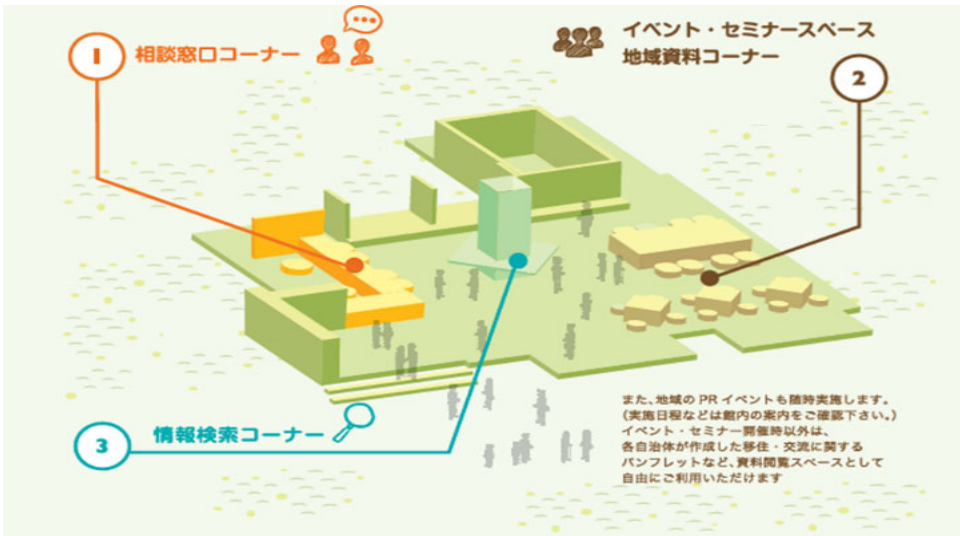 1 相談窓口コーナー
イベント・セミナースペース
地域資料コーナー
2
3 情報検索コーナー
また、地域のPRイベントも随時実施します。
(実施日程などは館内の案内をご確認下さい。)
イベント・セミナー開催時以外は、
各自治体が作成した移住・交流に関する
パンフレットなど、資料閲覧スペースとして
自由にご利用いただけます